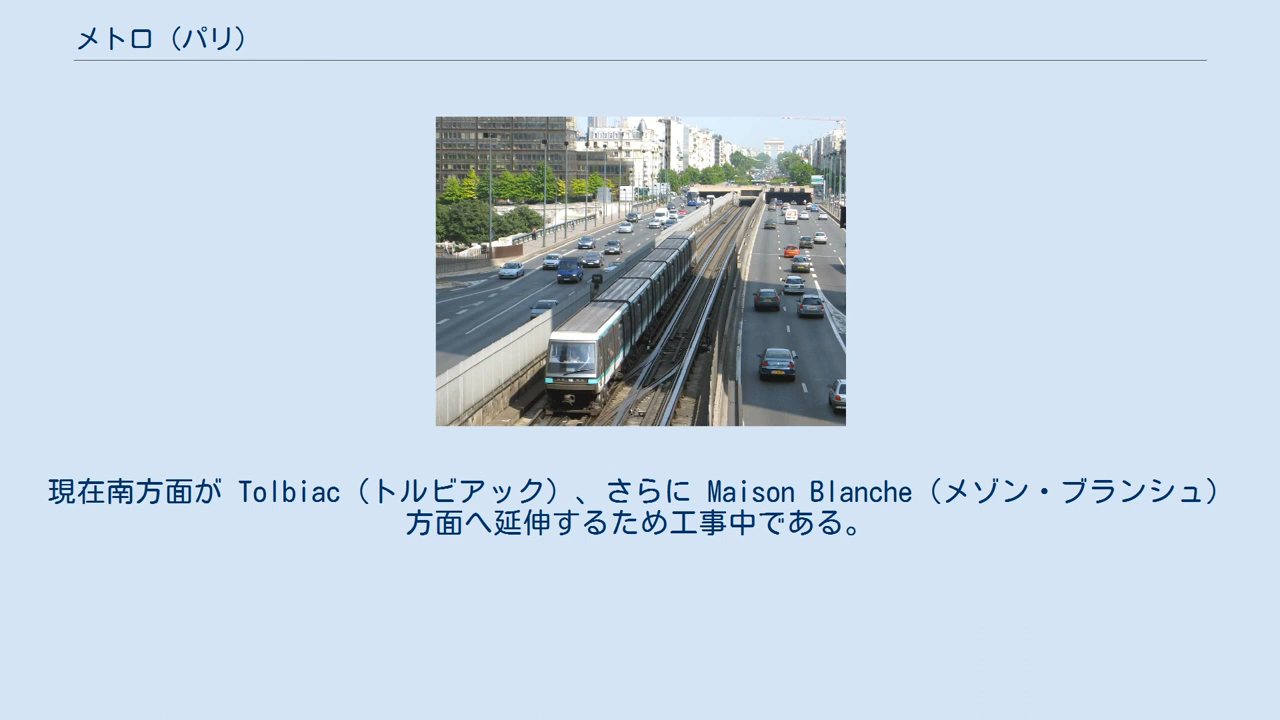 メトロ（パリ）
現在南方面が Tolbiac（トルビアック）、さらに Maison Blanche（メゾン・ブランシュ）
方面へ延伸するため工事中である。